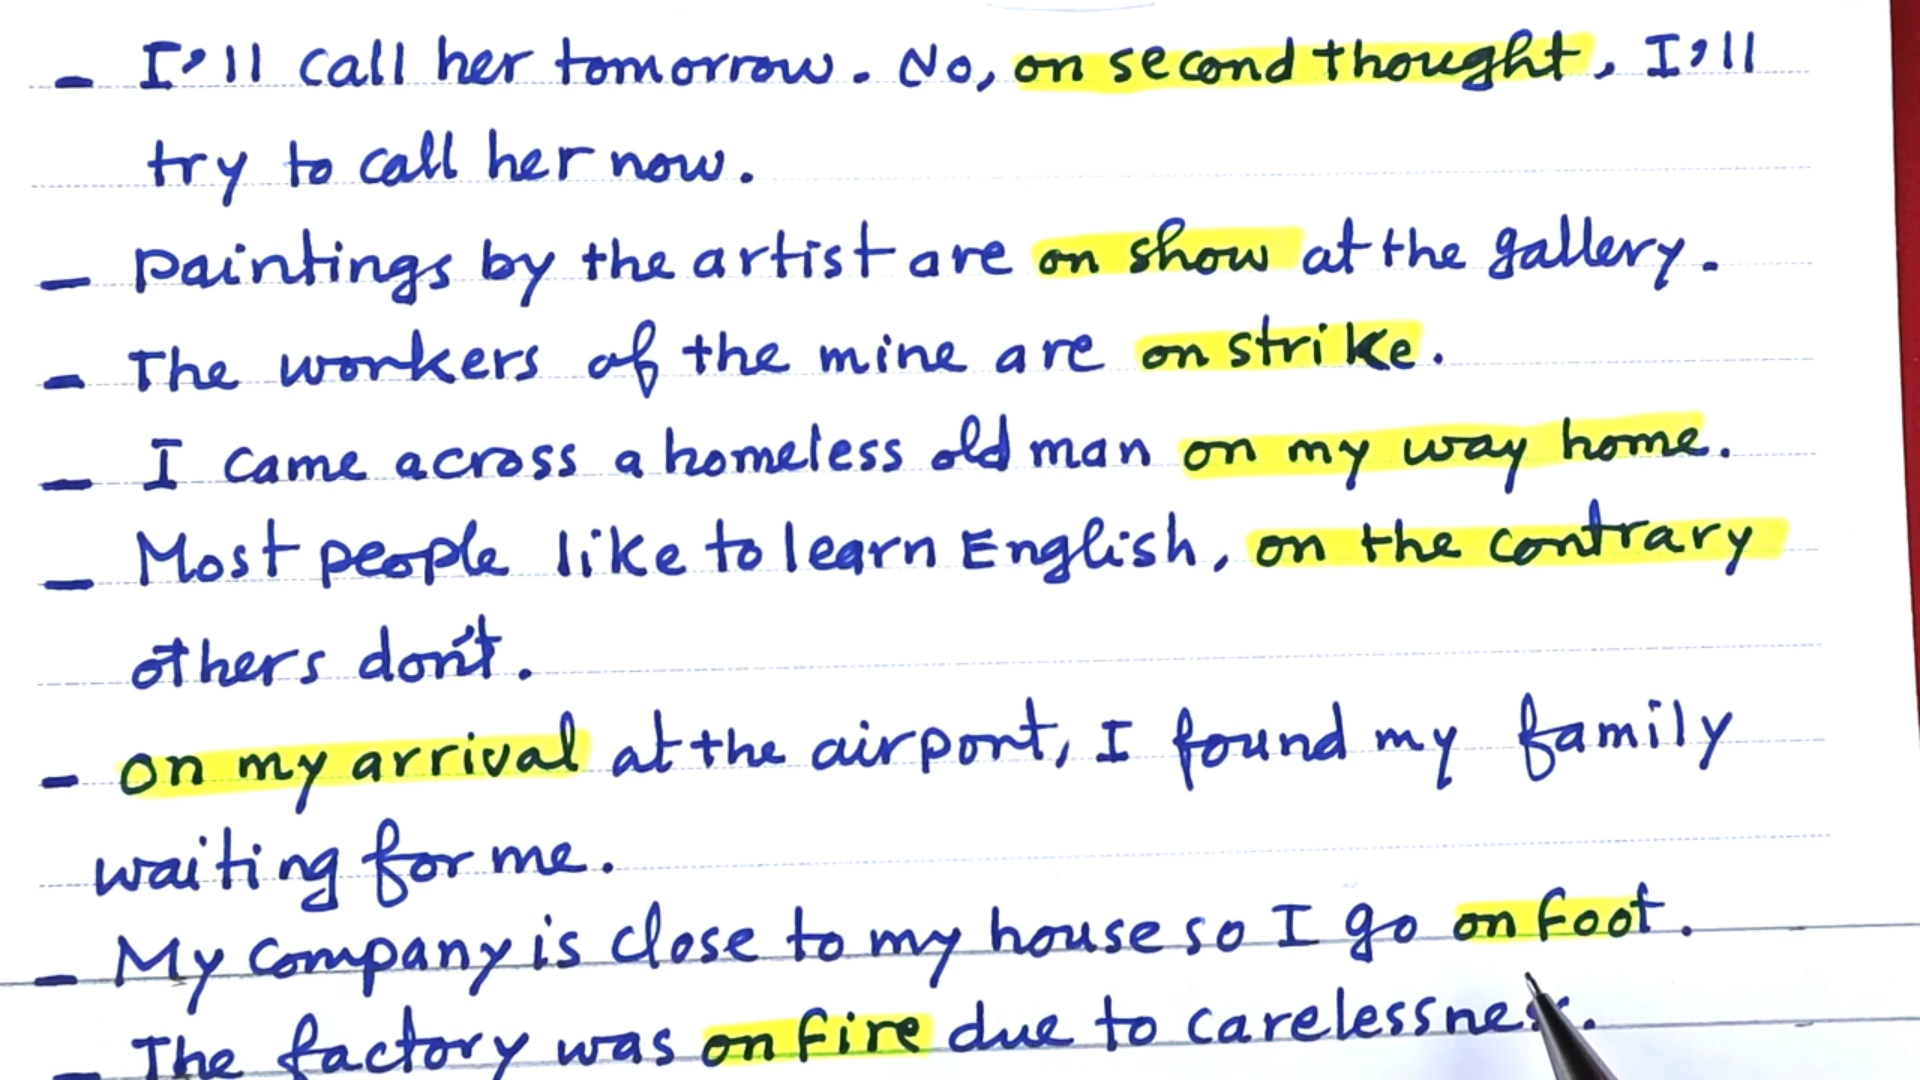 - I'll call her tomorrow. No, on second thought, I'll
try to call her now.
- Paintings by the artist are on show at the gallery.
- The workers of the mine are on strike.
- I came across a homeless old man on my way home.
- Most people like to learn English, on the contrary
others don't.
- on my arrival at the airport, I found my family
waiting for me.
- My company is close to my house so I go on foot.
- The factory was on fire due to carelessness.